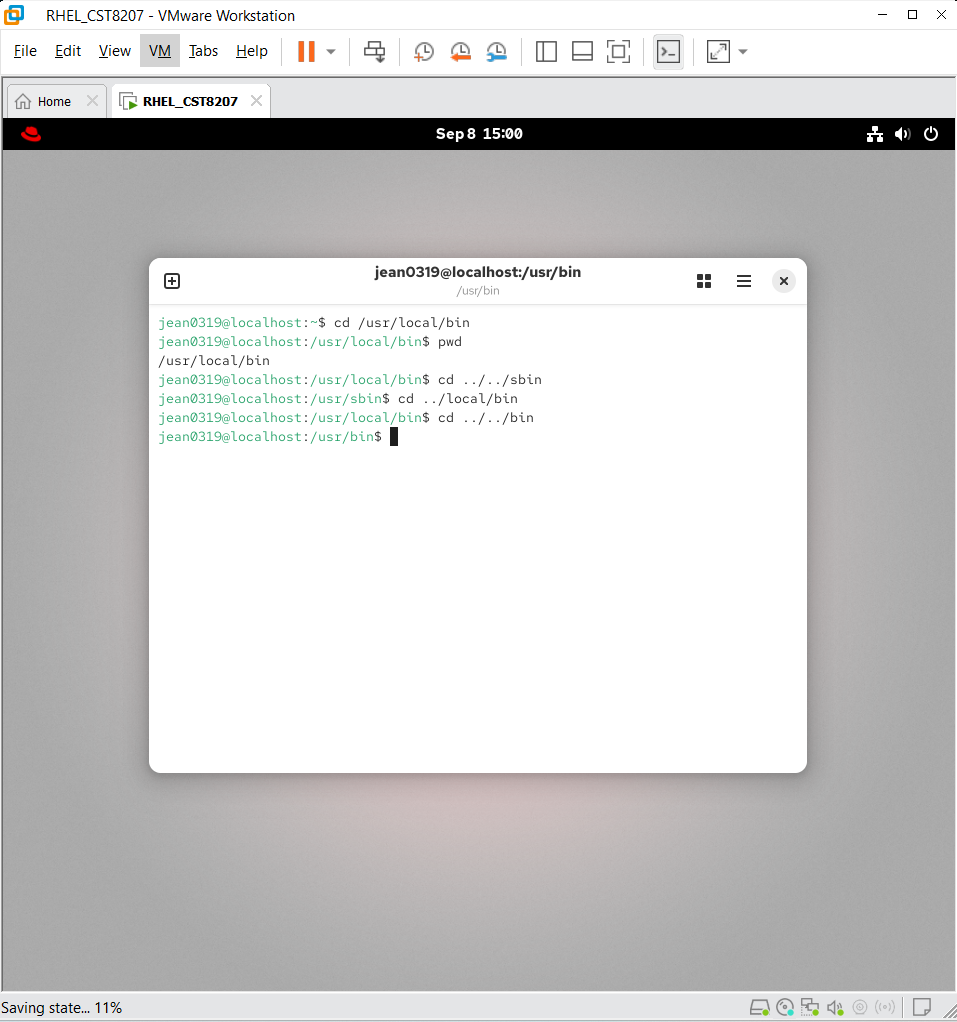 RHEL_CST8207 - VMware Workstation
File Edit View VM Tabs Help
Home RHEL_CST8207
Sep 8 15:00
jean0319@localhost:/usr/bin
/usr/bin
jean0319@localhost:~$ cd /usr/local/bin
jean0319@localhost:/usr/local/bin$ pwd
/usr/local/bin
jean0319@localhost:/usr/local/bin$ cd ../../sbin
jean0319@localhost:/usr/sbin$ cd ../local/bin
jean0319@localhost:/usr/local/bin$ cd ../../bin
jean0319@localhost:/usr/bin$
Saving state... 11%